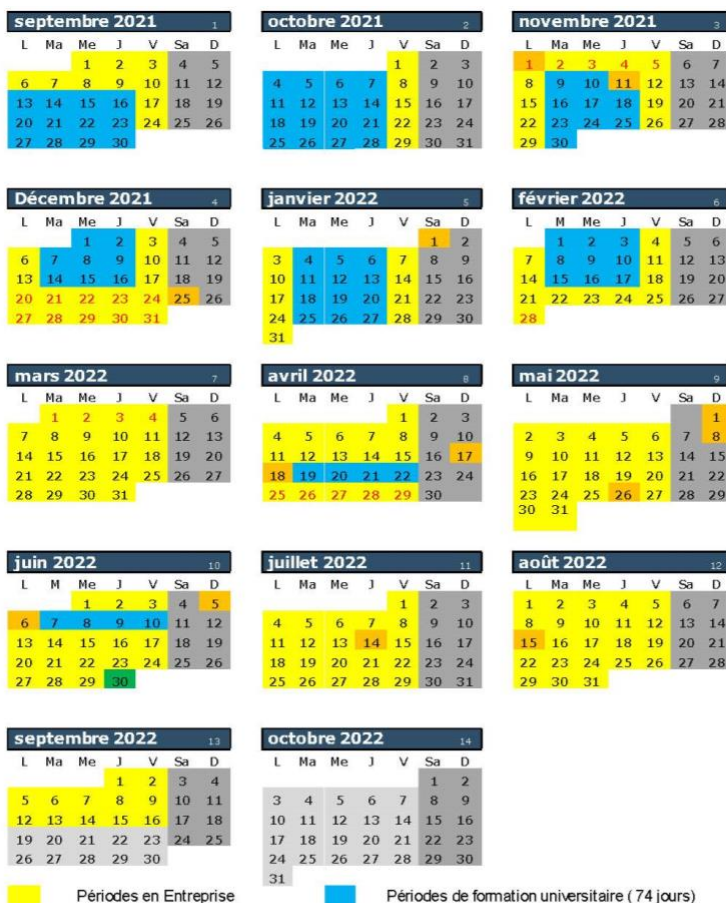 septembre 2021 1
L Ma Me J V Sa D
1 2 3 4 5
6 7 8 9 10 11 12
13 14 15 16 17 18 19
20 21 22 23 24 25 26
27 28 29 30
octobre 2021 2
L Ma Me J V Sa D
1 2 3
4 5 6 7 8 9 10
11 12 13 14 15 16 17
18 19 20 21 22 23 24
25 26 27 28 29 30 31
novembre 2021 3
L Ma Me J V Sa D
1 2 3 4 5 6 7
8 9 10 11 12 13 14
15 16 17 18 19 20 21
22 23 24 25 26 27 28
29 30
Décembre 2021 4
L Ma Me J V Sa D
1 2 3 4 5
6 7 8 9 10 11 12
13 14 15 16 17 18 19
20 21 22 23 24 25 26
27 28 29 30 31
janvier 2022 5
L Ma Me J V Sa D
1 2
3 4 5 6 7 8 9
10 11 12 13 14 15 16
17 18 19 20 21 22 23
24 25 26 27 28 29 30
31
février 2022 6
L M Me J V Sa D
1 2 3 4 5 6
7 8 9 10 11 12 13
14 15 16 17 18 19 20
21 22 23 24 25 26 27
28
mars 2022 7
L Ma Me J V Sa D
1 2 3 4 5 6
7 8 9 10 11 12 13
14 15 16 17 18 19 20
21 22 23 24 25 26 27
28 29 30 31
avril 2022 8
L Ma Me J V Sa D
1 2 3
4 5 6 7 8 9 10
11 12 13 14 15 16 17
18 19 20 21 22 23 24
25 26 27 28 29 30
mai 2022 9
L Ma Me J V Sa D
1
2 3 4 5 6 7 8
9 10 11 12 13 14 15
16 17 18 19 20 21 22
23 24 25 26 27 28 29
30 31
juin 2022 10
L M Me J V Sa D
1 2 3 4 5
6 7 8 9 10 11 12
13 14 15 16 17 18 19
20 21 22 23 24 25 26
27 28 29 30
juillet 2022 11
L Ma Me J V Sa D
1 2 3
4 5 6 7 8 9 10
11 12 13 14 15 16 17
18 19 20 21 22 23 24
25 26 27 28 29 30 31
août 2022 12
L Ma Me J V Sa D
1 2 3 4 5 6 7
8 9 10 11 12 13 14
15 16 17 18 19 20 21
22 23 24 25 26 27 28
29 30 31
septembre 2022 13
L Ma Me J V Sa D
1 2 3 4
5 6 7 8 9 10 11
12 13 14 15 16 17 18
19 20 21 22 23 24 25
26 27 28 29 30
octobre 2022 14
L Ma Me J V Sa D
1 2
3 4 5 6 7 8 9
10 11 12 13 14 15 16
17 18 19 20 21 22 23
24 25 26 27 28 29 30
31
Périodes en Entreprise
Périodes de formation universitaire ( 74 jours)